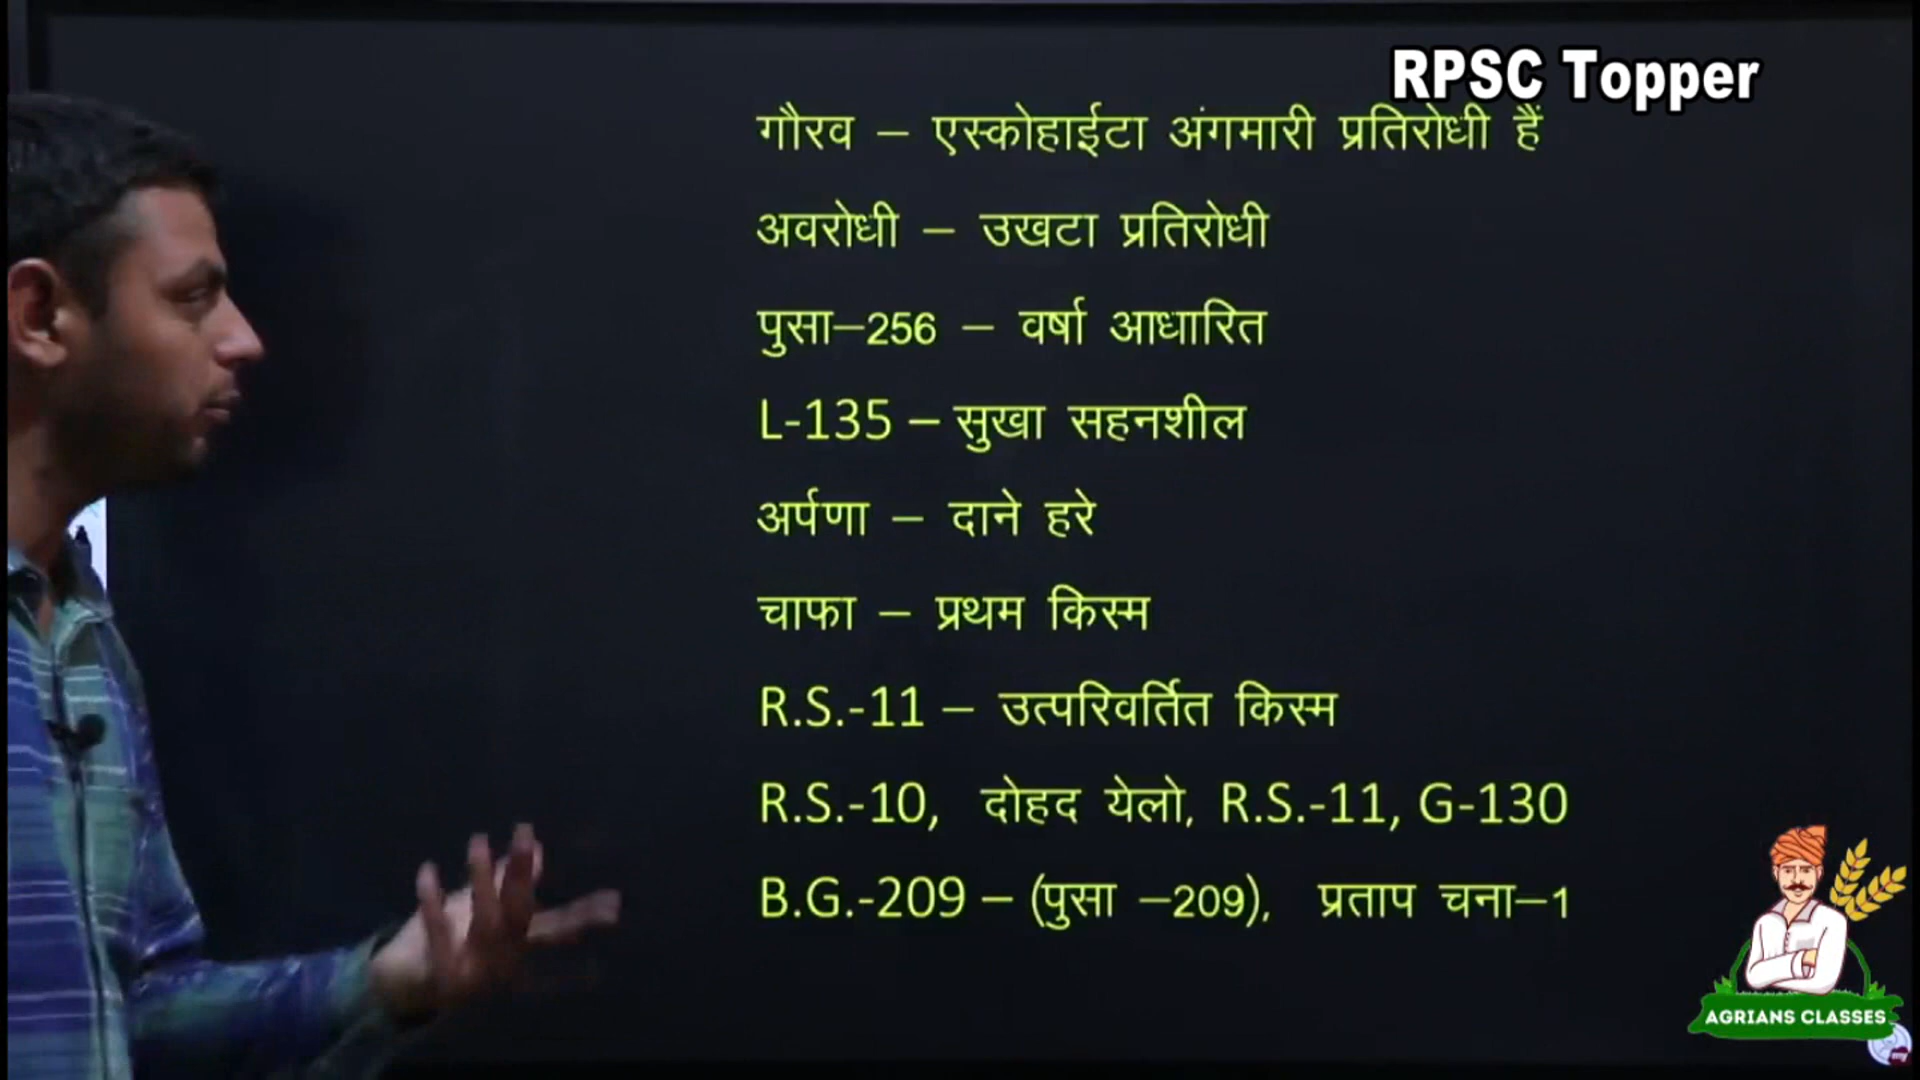 RPSC Topper
गौरव – एस्कोहाईटा अंगमारी प्रतिरोधी हैं
अवरोधी – उखटा प्रतिरोधी
पुसा–256 – वर्षा आधारित
L-135 – सुखा सहनशील
अर्पणा – दाने हरे
चाफा – प्रथम किस्म
R.S.-11 – उत्परिवर्तित किस्म
R.S.-10, दोहद येलो, R.S.-11, G-130
B.G.-209 – (पुसा –209), प्रताप चना–1
AGRIANS CLASSES